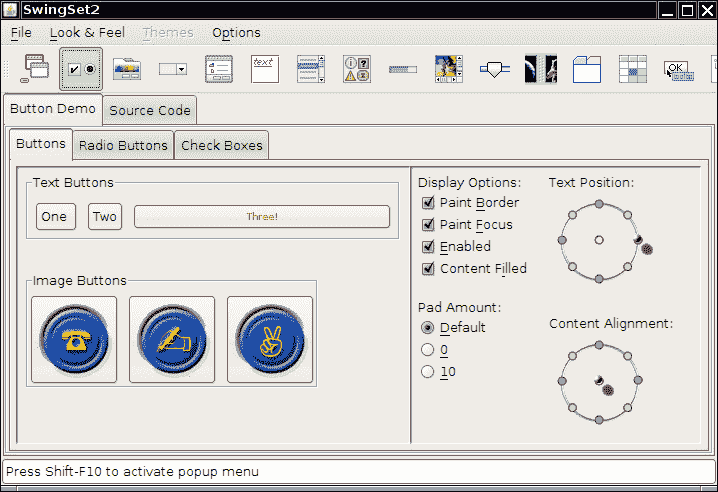 SwingSet2
File Look & Feel Themes Options
text
OK
Button Demo Source Code
Buttons Radio Buttons Check Boxes
Text Buttons
One Two Three!
Image Buttons
Display Options:
Paint Border
Paint Focus
Enabled
Content Filled
Pad Amount:
Default
0
10
Text Position:
Content Alignment:
Press Shift-F10 to activate popup menu